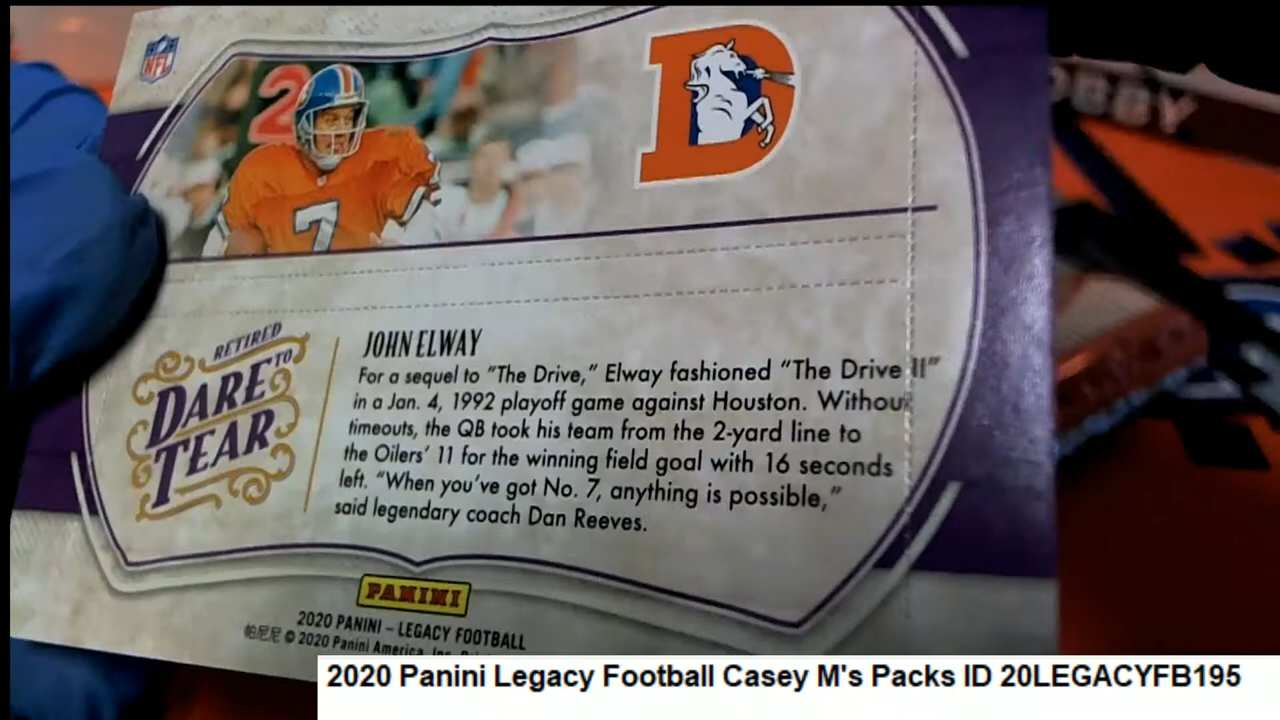 NFL
2
7
D
BBY
RETIRED
DARE TO
TEAR
JOHN ELWAY
For a sequel to “The Drive,” Elway fashioned “The Drive II”
in a Jan. 4, 1992 playoff game against Houston. Without
timeouts, the QB took his team from the 2-yard line to
the Oilers’ 11 for the winning field goal with 16 seconds
left. “When you’ve got No. 7, anything is possible,”
said legendary coach Dan Reeves.
PANINI
2020 PANINI – LEGACY FOOTBALL
帕尼尼 © 2020 Panini America, Inc.
2020 Panini Legacy Football Casey M's Packs ID 20LEGACYFB195